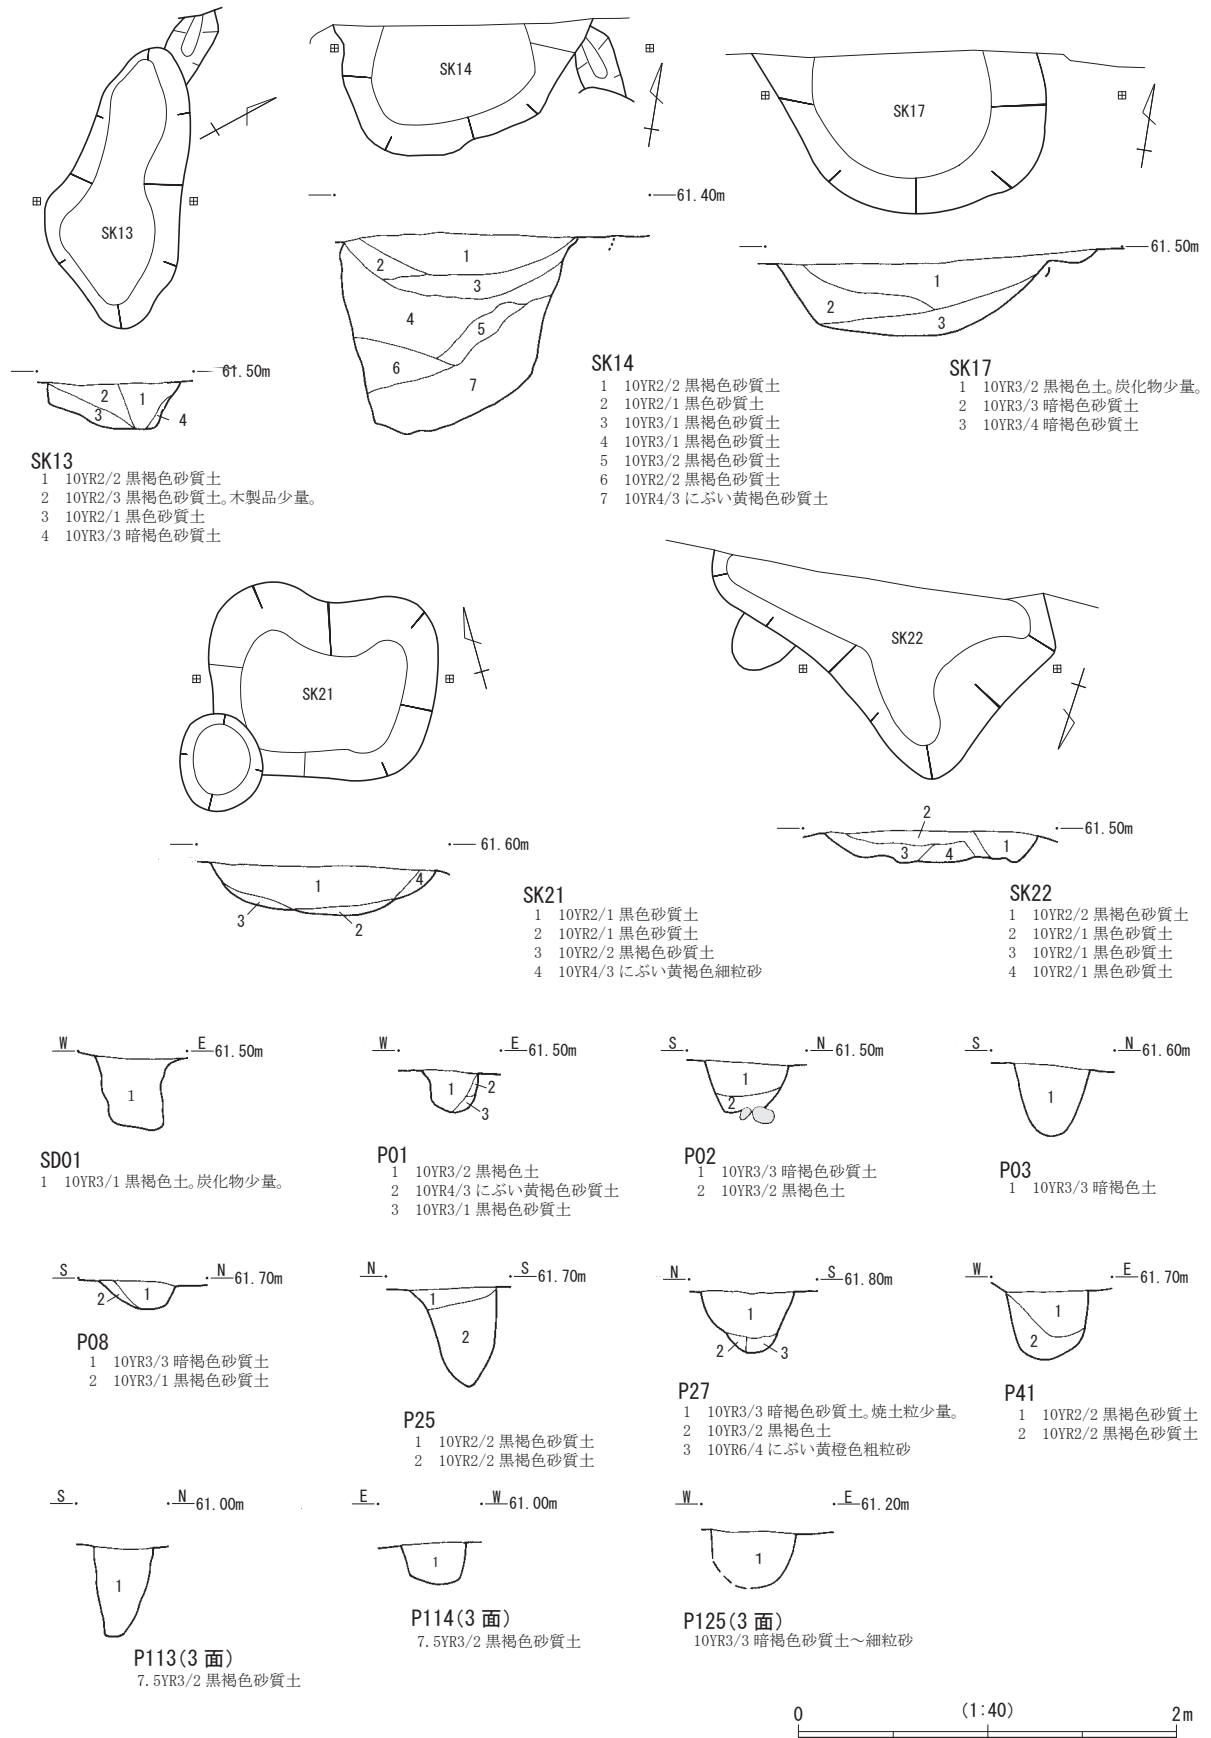 SK13
61.50m
1
2
3
4
SK13
1 10YR2/2 黒褐色砂質土
2 10YR2/3 黒褐色砂質土。木製品少量。
3 10YR2/1 黒色砂質土
4 10YR3/3 暗褐色砂質土
SK14
61.40m
1
2
3
4
5
6
7
SK14
1 10YR2/2 黒褐色砂質土
2 10YR2/1 黒色砂質土
3 10YR3/1 黒褐色砂質土
4 10YR3/1 黒褐色砂質土
5 10YR3/2 黒褐色砂質土
6 10YR2/2 黒褐色砂質土
7 10YR4/3 にぶい黄褐色砂質土
SK17
61.50m
1
2
3
SK17
1 10YR3/2 黒褐色土。炭化物少量。
2 10YR3/3 暗褐色砂質土
3 10YR3/4 暗褐色砂質土
SK21
61.60m
1
4
3
2
SK21
1 10YR2/1 黒色砂質土
2 10YR2/1 黒色砂質土
3 10YR2/2 黒褐色砂質土
4 10YR4/3 にぶい黄褐色細粒砂
SK22
2
61.50m
3
4
1
SK22
1 10YR2/2 黒褐色砂質土
2 10YR2/1 黒色砂質土
3 10YR2/1 黒色砂質土
4 10YR2/1 黒色砂質土
W E 61.50m
1
SD01
1 10YR3/1 黒褐色土。炭化物少量。
W E 61.50m
1
2
3
P01
1 10YR3/2 黒褐色土
2 10YR4/3 にぶい黄褐色砂質土
3 10YR3/1 黒褐色砂質土
S N 61.50m
1
2
P02
1 10YR3/3 暗褐色砂質土
2 10YR3/2 黒褐色土
S N 61.60m
1
P03
1 10YR3/3 暗褐色土
S N 61.70m
2
1
P08
1 10YR3/3 暗褐色砂質土
2 10YR3/1 黒褐色砂質土
N S 61.70m
1
2
P25
1 10YR2/2 黒褐色砂質土
2 10YR2/2 黒褐色砂質土
N S 61.80m
1
2
3
P27
1 10YR3/3 暗褐色砂質土。焼土粒少量。
2 10YR3/2 黒褐色土
3 10YR6/4 にぶい黄橙色粗粒砂
W E 61.70m
1
2
P41
1 10YR2/2 黒褐色砂質土
2 10YR2/2 黒褐色砂質土
S N 61.00m
1
P113(3 面)
7.5YR3/2 黒褐色砂質土
E W 61.00m
1
P114(3 面)
7.5YR3/2 黒褐色砂質土
W E 61.20m
1
P125(3 面)
10YR3/3 暗褐色砂質土～細粒砂
0 (1:40) 2m